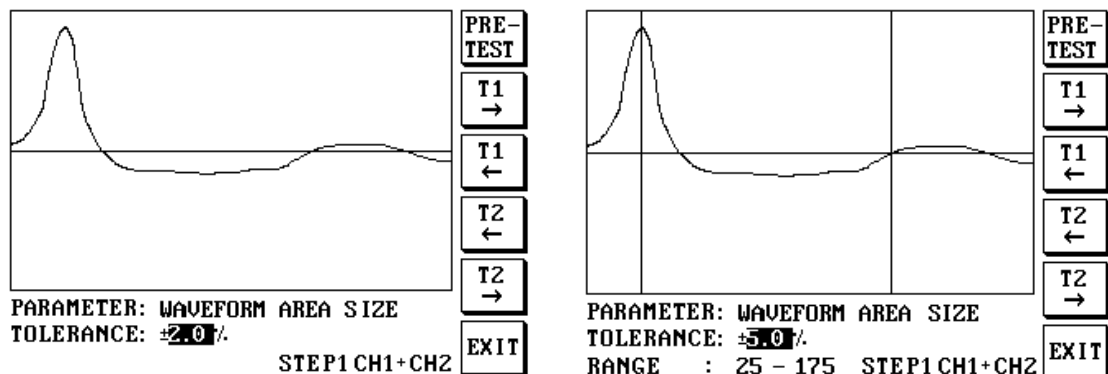 PRE-
TEST
T1
→
T1
←
T2
←
T2
→
EXIT
PARAMETER: WAVEFORM AREA SIZE
TOLERANCE: ±2.0 %
STEP1 CH1+CH2
PRE-
TEST
T1
→
T1
←
T2
←
T2
→
EXIT
PARAMETER: WAVEFORM AREA SIZE
TOLERANCE: ±5.0 %
RANGE : 25 - 175 STEP1 CH1+CH2